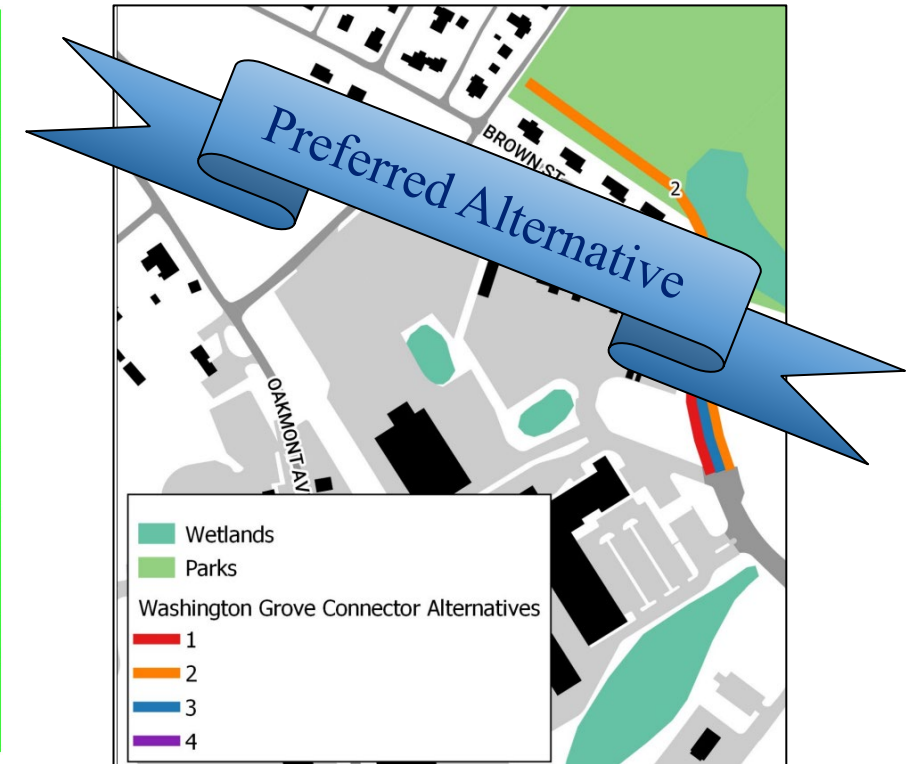 BROWN ST
2
Preferred Alternative
OAKMONT AV
Wetlands
Parks
Washington Grove Connector Alternatives
1
2
3
4